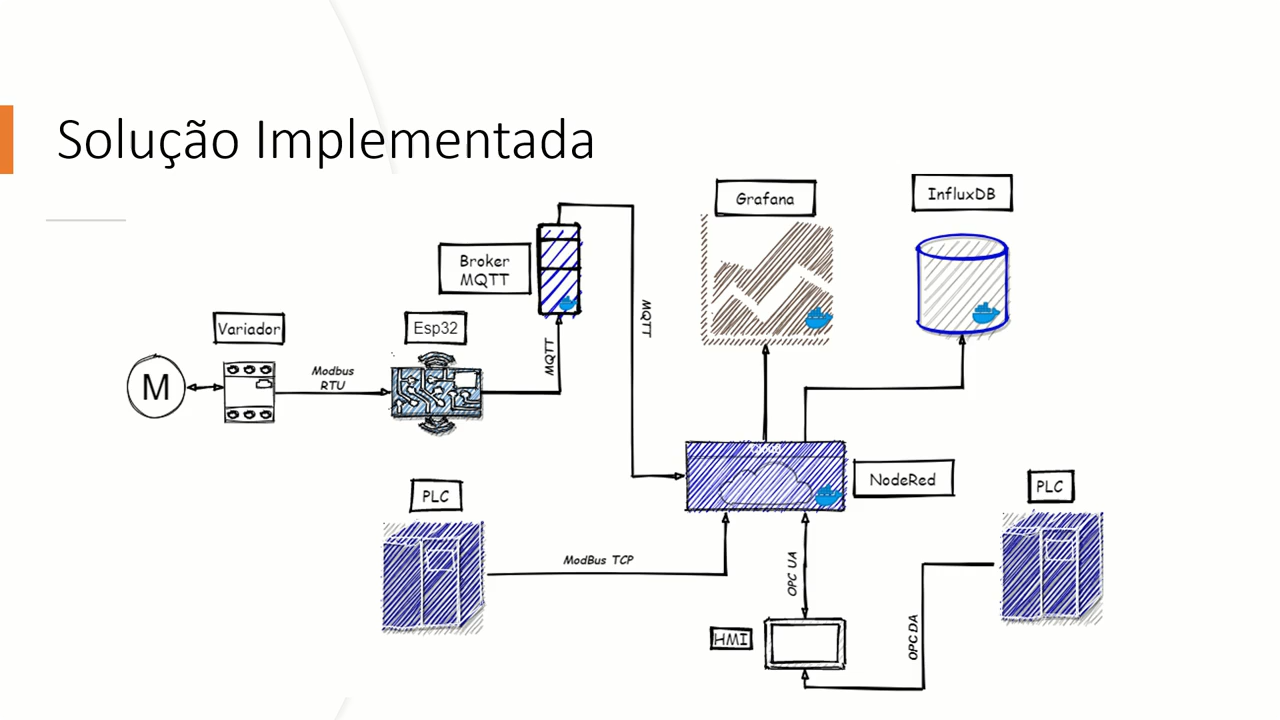 Solução Implementada
Grafana
InfluxDB
Broker
MQTT
MQTT
Variador
Esp32
MQTT
Modbus
RTU
M
NodeRed
PLC
PLC
ModBus TCP
OPC UA
HMI
OPC DA